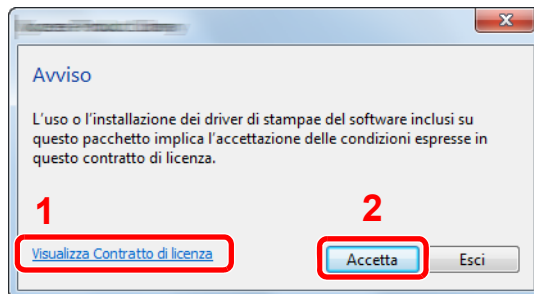 x
Avviso
L'uso o l'installazione dei driver di stampae del software inclusi su
questo pacchetto implica l'accettazione delle condizioni espresse in
questo contratto di licenza.
1
2
Visualizza Contratto di licenza
Accetta
Esci